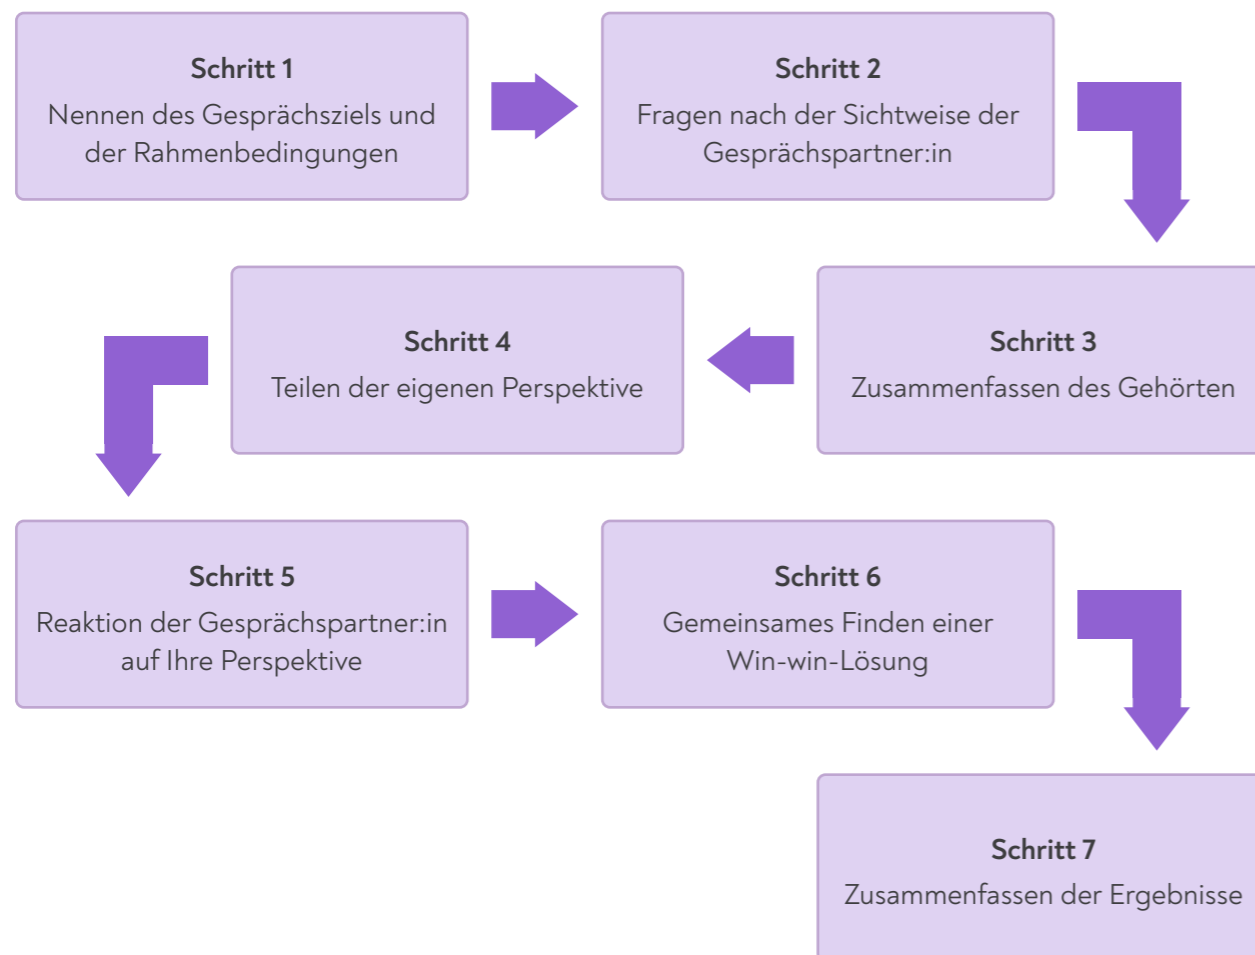 Schritt 1
Nennen des Gesprächsziels und
der Rahmenbedingungen
Schritt 2
Fragen nach der Sichtweise der
Gesprächspartner:in
Schritt 3
Zusammenfassen des Gehörten
Schritt 4
Teilen der eigenen Perspektive
Schritt 5
Reaktion der Gesprächspartner:in
auf Ihre Perspektive
Schritt 6
Gemeinsames Finden einer
Win-win-Lösung
Schritt 7
Zusammenfassen der Ergebnisse